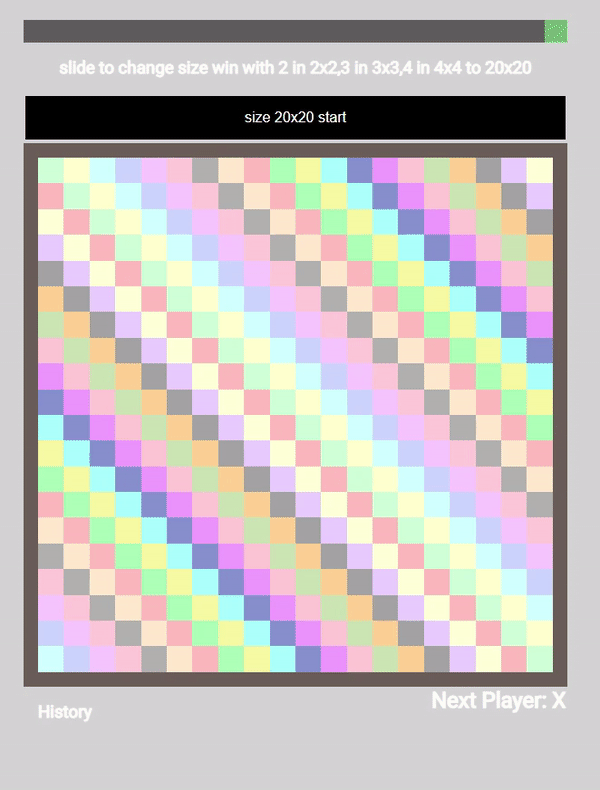 slide to change size win with 2 in 2x2,3 in 3x3,4 in 4x4 to 20x20
size 20x20 start
Next Player: X
History